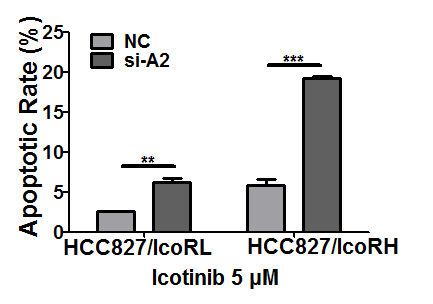 Apoptotic Rate (%)
25
20
15
10
5
0
NC
si-A2
**
***
HCC827/IcoRL
HCC827/IcoRH
Icotinib 5 μM